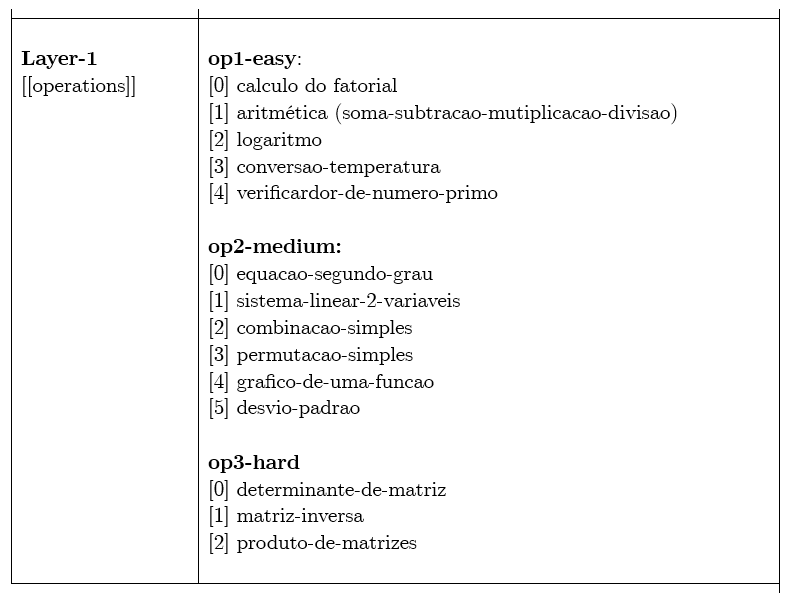 Layer-1
[[operations]]
op1-easy:
[0] calculo do fatorial
[1] aritmética (soma-subtracao-mutiplicacao-divisao)
[2] logaritmo
[3] conversao-temperatura
[4] verificardor-de-numero-primo
op2-medium:
[0] equacao-segundo-grau
[1] sistema-linear-2-variaveis
[2] combinacao-simples
[3] permutacao-simples
[4] grafico-de-uma-funcao
[5] desvio-padrao
op3-hard
[0] determinante-de-matriz
[1] matriz-inversa
[2] produto-de-matrizes